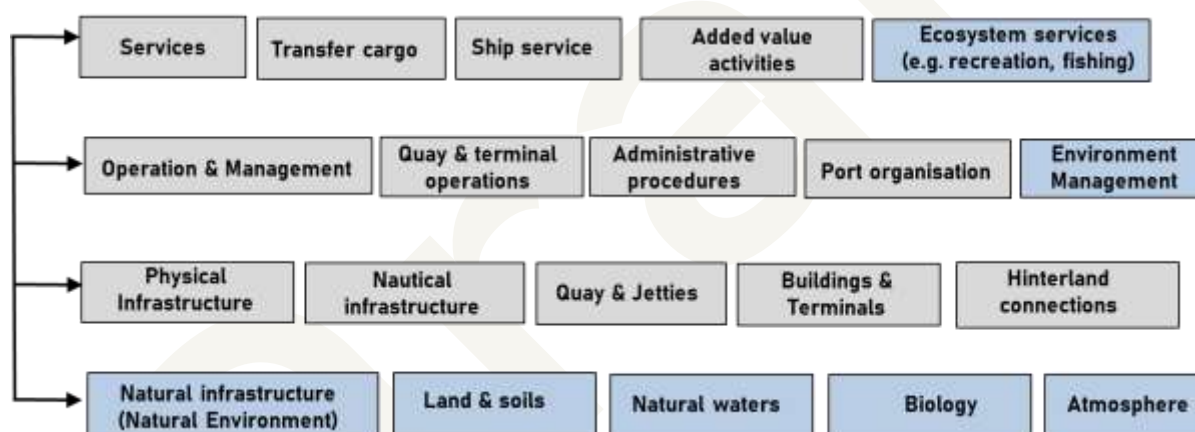 Services
Transfer cargo
Ship service
Added value
activities
Ecosystem services
(e.g. recreation, fishing)
Operation & Management
Quay & terminal
operations
Administrative
procedures
Port organisation
Environment
Management
Physical
Infrastructure
Nautical
infrastructure
Quay & Jetties
Buildings &
Terminals
Hinterland
connections
Natural infrastructure
(Natural Environment)
Land & soils
Natural waters
Biology
Atmosphere